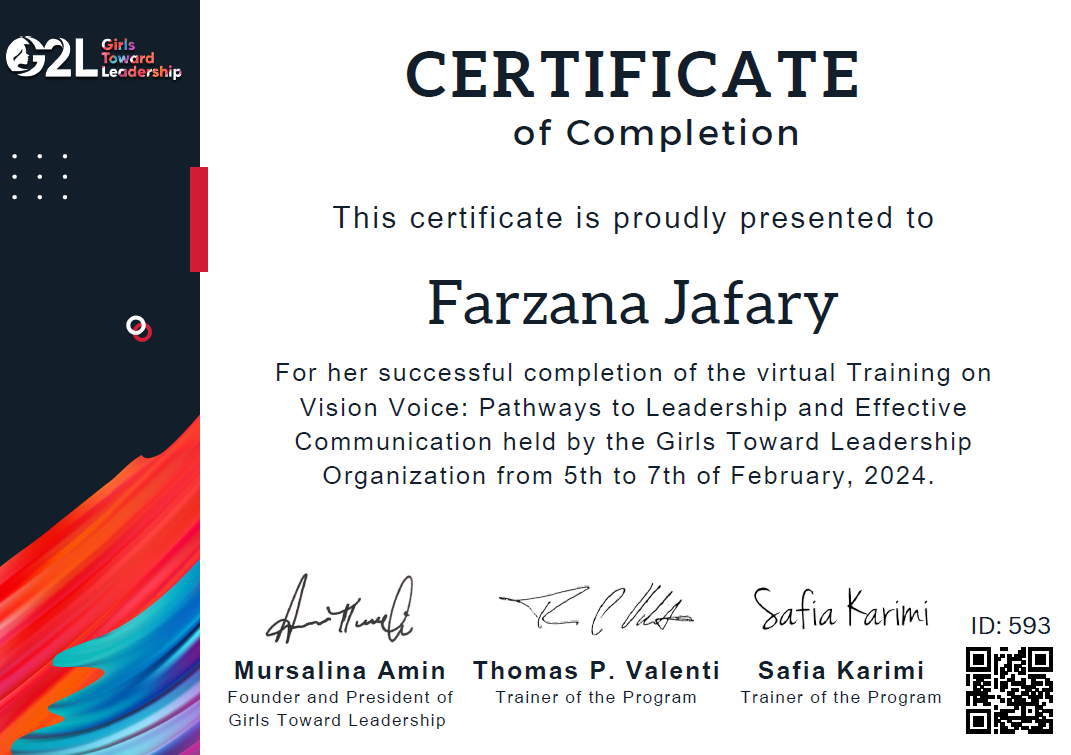 G2L Girls
Toward
Leadership
CERTIFICATE
of Completion
This certificate is proudly presented to
Farzana Jafary
For her successful completion of the virtual Training on
Vision Voice: Pathways to Leadership and Effective
Communication held by the Girls Toward Leadership
Organization from 5th to 7th of February, 2024.
Safia Karimi
ID: 593
Mursalina Amin
Founder and President of
Girls Toward Leadership
Thomas P. Valenti
Trainer of the Program
Safia Karimi
Trainer of the Program